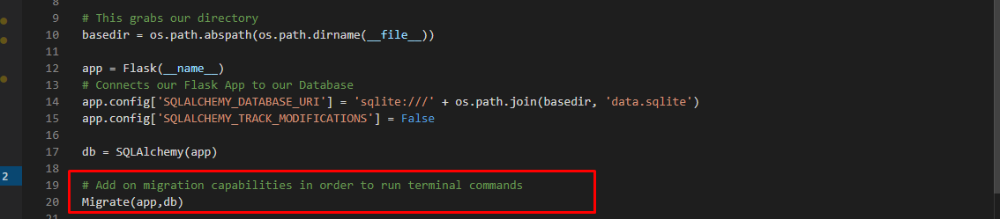 8
9 # This grabs our directory
10 basedir = os.path.abspath(os.path.dirname(__file__))
11
12 app = Flask(__name__)
13 # Connects our Flask App to our Database
14 app.config['SQLALCHEMY_DATABASE_URI'] = 'sqlite:///' + os.path.join(basedir, 'data.sqlite')
15 app.config['SQLALCHEMY_TRACK_MODIFICATIONS'] = False
16
17 db = SQLAlchemy(app)
18
2
19 # Add on migration capabilities in order to run terminal commands
20 Migrate(app,db)
21